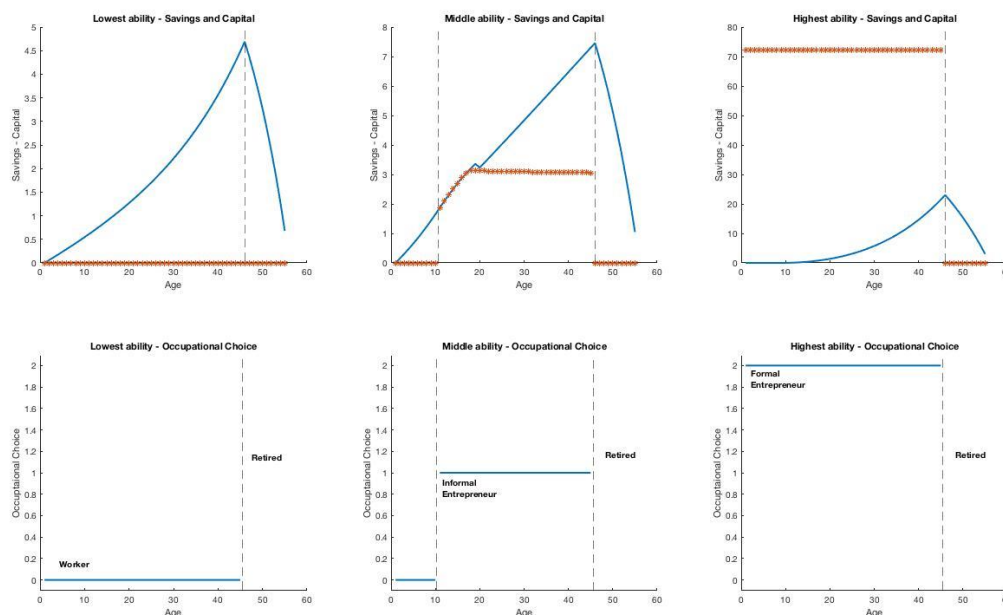 Lowest ability - Savings and Capital
5
4.5
4
3.5
3
2.5
2
1.5
1
0.5
0
Savings - Capital
0 10 20 30 40 50 60
Age
Middle ability - Savings and Capital
8
7
6
5
4
3
2
1
0
Savings - Capital
0 10 20 30 40 50 60
Age
Highest ability - Savings and Capital
80
70
60
50
40
30
20
10
0
Savings - Capital
0 10 20 30 40 50
Age
Lowest ability - Occupational Choice
2
1.8
1.6
1.4
1.2
1
0.8
0.6
0.4
0.2
0
Occuptaional Choice
Retired
Worker
0 10 20 30 40 50 60
Age
Middle ability - Occupational Choice
2
1.8
1.6
1.4
1.2
1
0.8
0.6
0.4
0.2
0
Occuptaional Choice
Retired
Informal
Entrepreneur
0 10 20 30 40 50 60
Age
Highest ability - Occupational Choice
2
1.8
1.6
1.4
1.2
1
0.8
0.6
0.4
0.2
0
Occuptaional Choice
Formal
Entrepreneur
Retired
0 10 20 30 40 50
Age